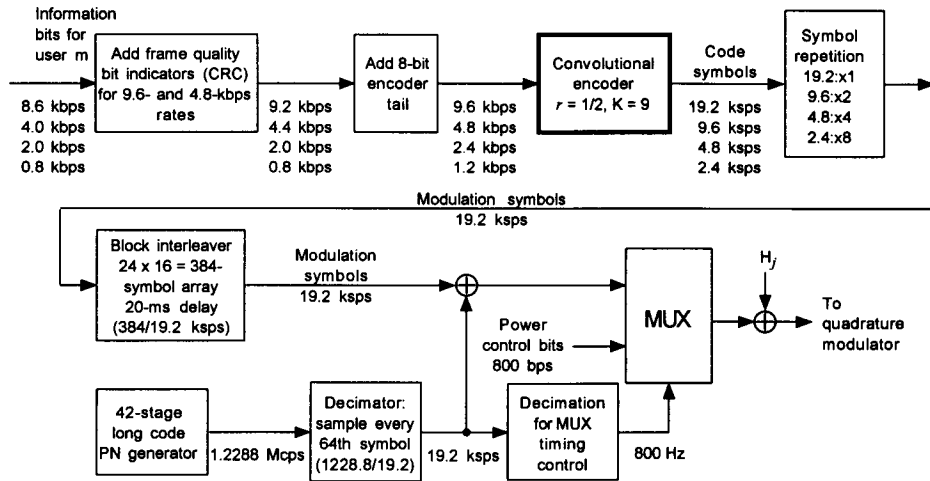 Information
bits for
user m
8.6 kbps
4.0 kbps
2.0 kbps
0.8 kbps
Add frame quality
bit indicators (CRC)
for 9.6- and 4.8-kbps
rates
9.2 kbps
4.4 kbps
2.0 kbps
0.8 kbps
Add 8-bit
encoder
tail
9.6 kbps
4.8 kbps
2.4 kbps
1.2 kbps
Convolutional
encoder
r = 1/2, K = 9
Code
symbols
19.2 ksps
9.6 ksps
4.8 ksps
2.4 ksps
Symbol
repetition
19.2:x1
9.6:x2
4.8:x4
2.4:x8
Modulation symbols
19.2 ksps
Block interleaver
24 x 16 = 384-
symbol array
20-ms delay
(384/19.2 ksps)
Modulation
symbols
19.2 ksps
Power
control bits
800 bps
MUX
H_j
To
quadrature
modulator
42-stage
long code
PN generator
1.2288 Mcps
Decimator:
sample every
64th symbol
(1228.8/19.2)
19.2 ksps
Decimation
for MUX
timing
control
800 Hz